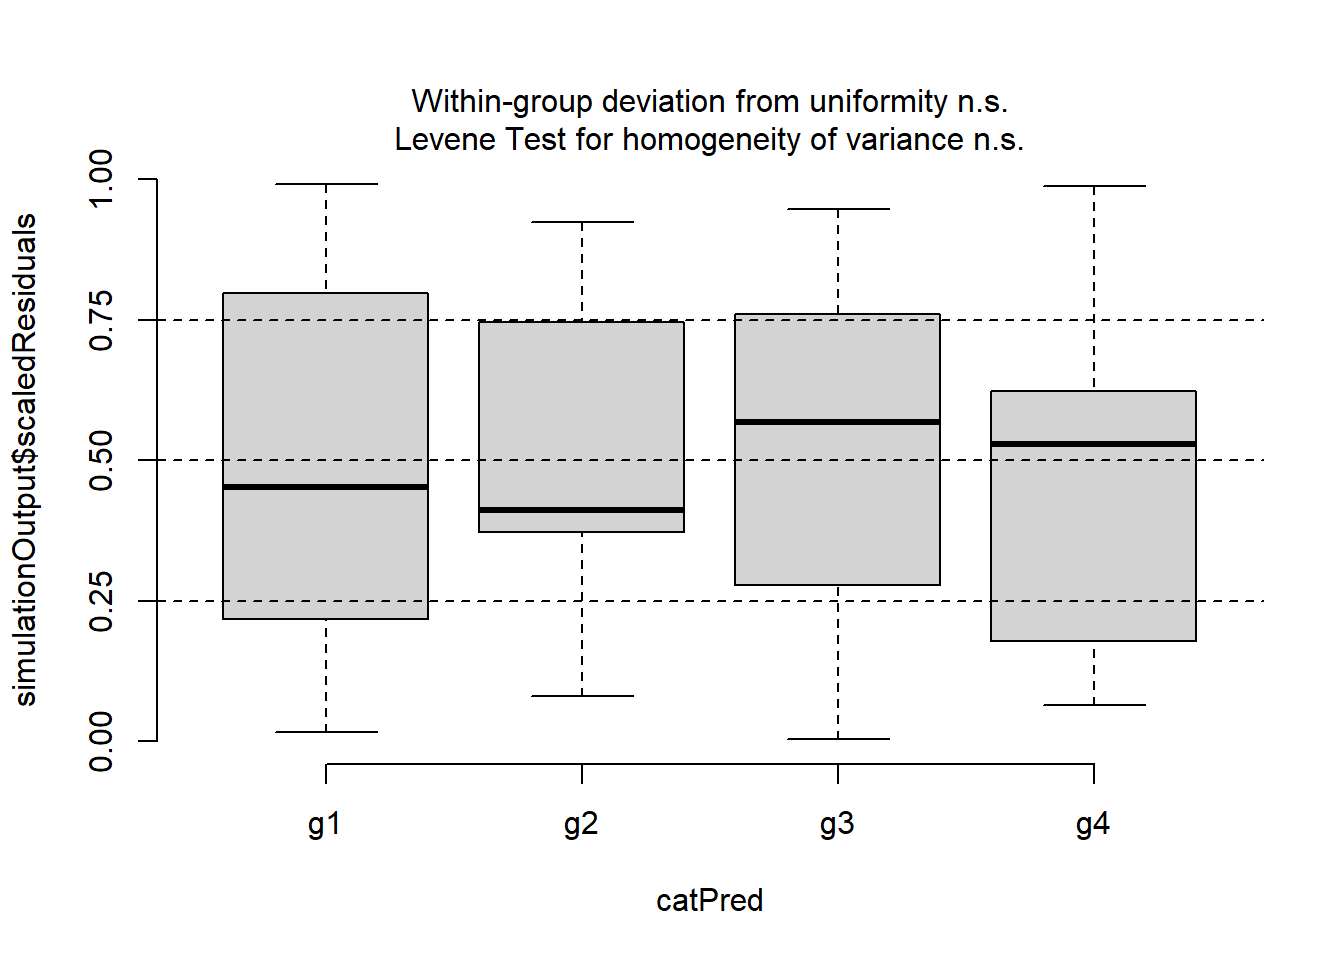 Within-group deviation from uniformity n.s.
Levene Test for homogeneity of variance n.s.
simulationOutput$scaledResiduals
1.00
0.75
0.50
0.25
0.00
g1
g2
g3
g4
catPred